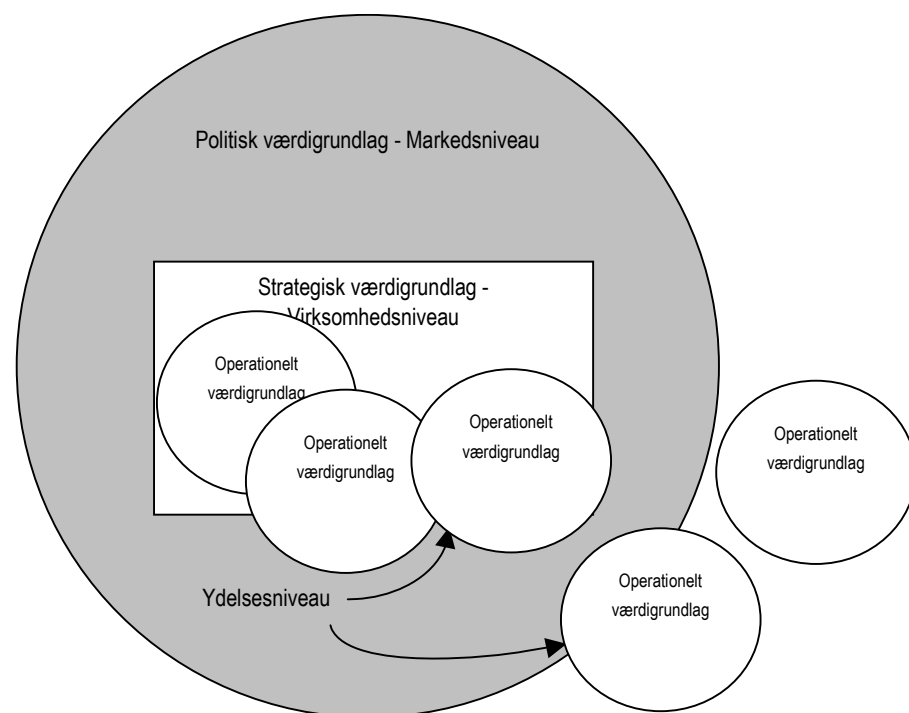 Politisk værdigrundlag - Markedsniveau
Strategisk værdigrundlag -
Virksomhedsniveau
Operationelt
værdigrundlag
Operationelt
værdigrundlag
Operationelt
værdigrundlag
Operationelt
værdigrundlag
Ydelsesniveau
Operationelt
værdigrundlag